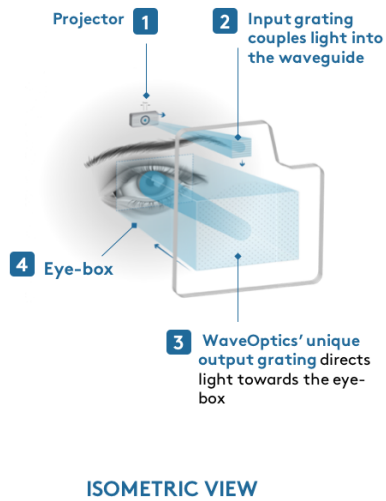 Projector 1
2 Input grating
couples light into
the waveguide
4 Eye-box
3 WaveOptics’ unique
output grating directs
light towards the eye-
box
ISOMETRIC VIEW